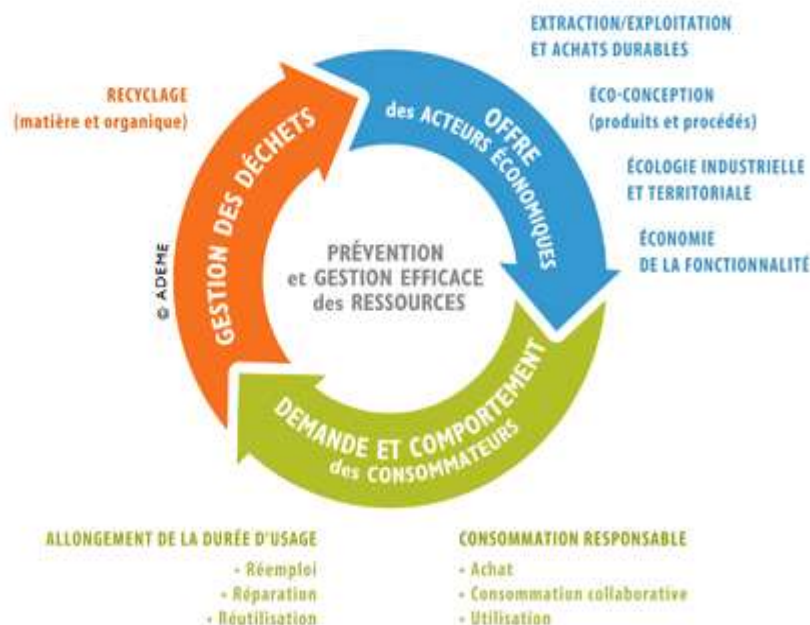 EXTRACTION/EXPLOITATION
ET ACHATS DURABLES
ÉCO-CONCEPTION
(produits et procédés)
ÉCOLOGIE INDUSTRIELLE
ET TERRITORIALE
ÉCONOMIE
DE LA FONCTIONNALITÉ
RECYCLAGE
(matière et organique)
OFFRE
des ACTEURS ÉCONOMIQUES
GESTION DES DÉCHETS
PRÉVENTION
et GESTION EFFICACE
des RESSOURCES
© ADEME
DEMANDE ET COMPORTEMENT
des CONSOMMATEURS
ALLONGEMENT DE LA DURÉE D'USAGE
• Réemploi
• Réparation
• Réutilisation
CONSOMMATION RESPONSABLE
• Achat
• Consommation collaborative
• Utilisation